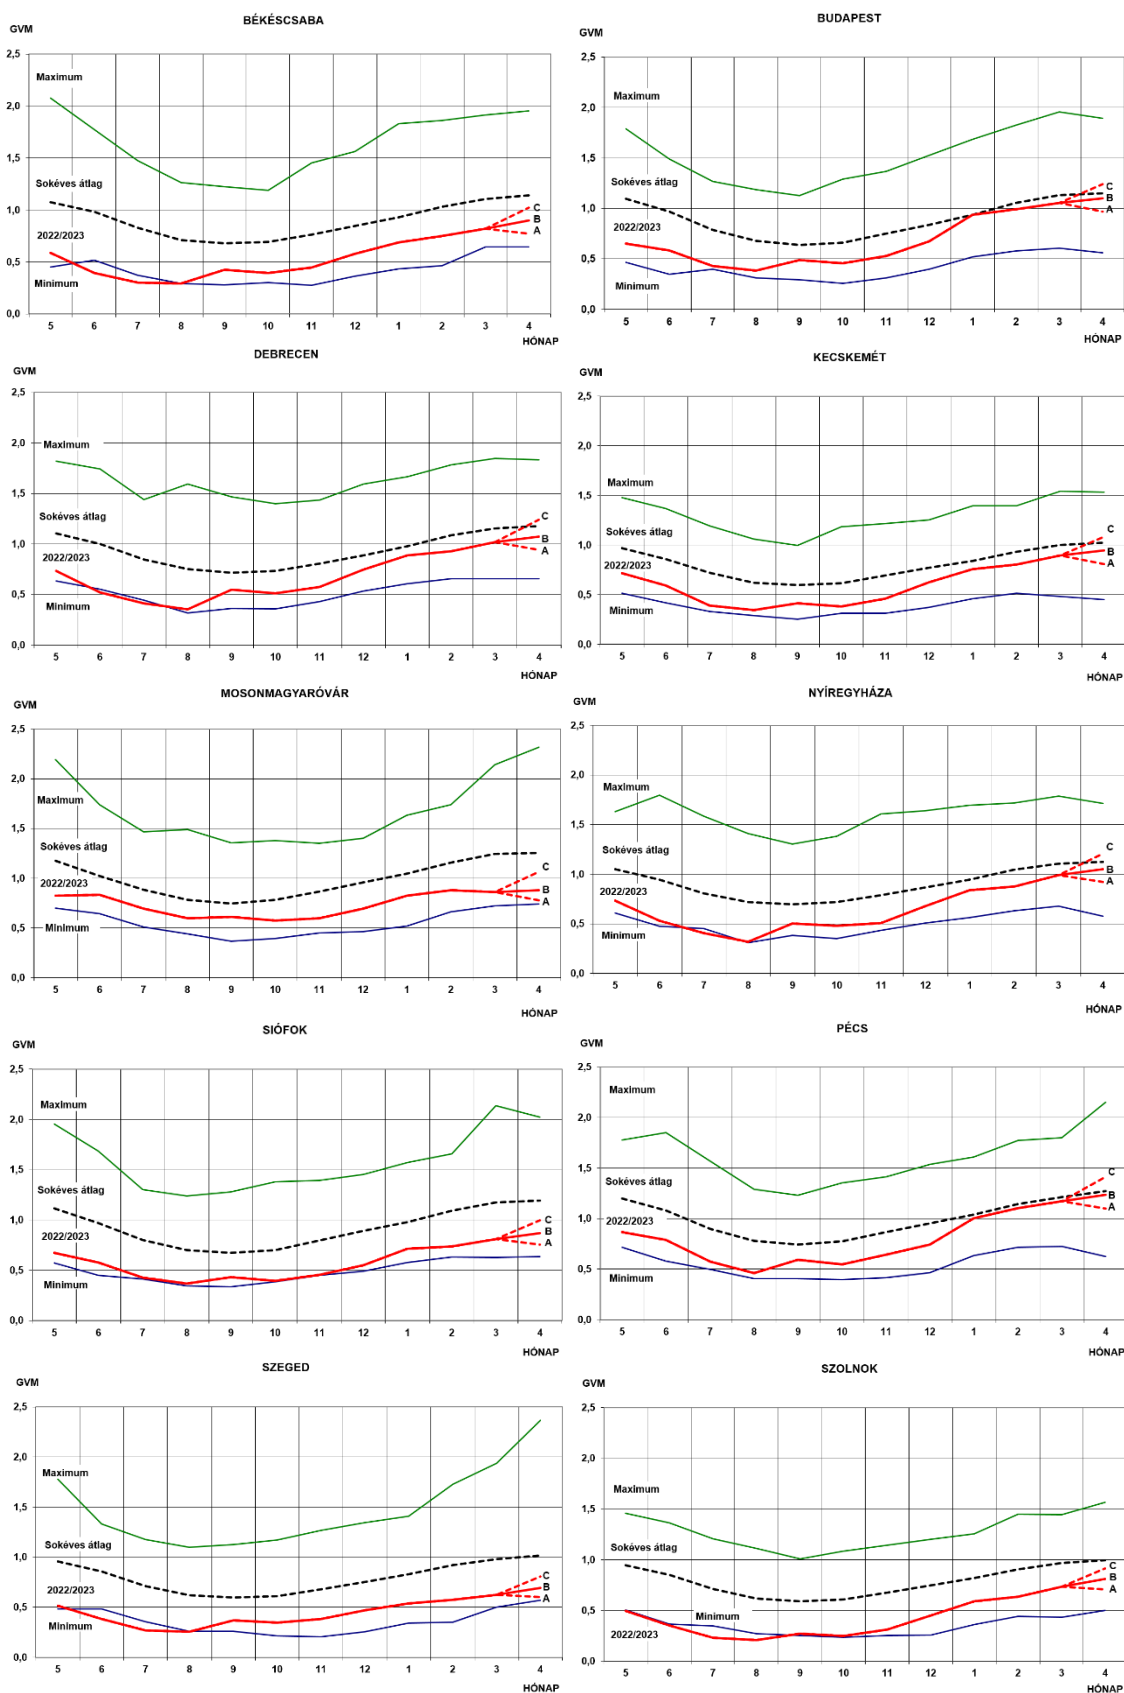 BÉKÉSCSABA
GVM
2,5
2,0
1,5
1,0
0,5
0,0
Maximum
Sokéves átlag
2022/2023
Minimum
C
B
A
5 6 7 8 9 10 11 12 1 2 3 4
HÓNAP
BUDAPEST
GVM
2,5
2,0
1,5
1,0
0,5
0,0
Maximum
Sokéves átlag
2022/2023
Minimum
C
B
A
5 6 7 8 9 10 11 12 1 2 3 4
HÓNAP
DEBRECEN
GVM
2,5
2,0
1,5
1,0
0,5
0,0
Maximum
Sokéves átlag
2022/2023
Minimum
C
B
A
5 6 7 8 9 10 11 12 1 2 3 4
HÓNAP
KECSKEMÉT
GVM
2,5
2,0
1,5
1,0
0,5
0,0
Maximum
Sokéves átlag
2022/2023
Minimum
C
B
A
5 6 7 8 9 10 11 12 1 2 3 4
HÓNAP
MOSONMAGYARÓVÁR
GVM
2,5
2,0
1,5
1,0
0,5
0,0
Maximum
Sokéves átlag
2022/2023
Minimum
C
B
A
5 6 7 8 9 10 11 12 1 2 3 4
HÓNAP
NYÍREGYHÁZA
GVM
2,5
2,0
1,5
1,0
0,5
0,0
Maximum
Sokéves átlag
2022/2023
Minimum
C
B
A
5 6 7 8 9 10 11 12 1 2 3 4
HÓNAP
SIÓFOK
GVM
2,5
2,0
1,5
1,0
0,5
0,0
Maximum
Sokéves átlag
2022/2023
Minimum
C
B
A
5 6 7 8 9 10 11 12 1 2 3 4
HÓNAP
PÉCS
GVM
2,5
2,0
1,5
1,0
0,5
0,0
Maximum
Sokéves átlag
2022/2023
Minimum
C
B
A
5 6 7 8 9 10 11 12 1 2 3 4
HÓNAP
SZEGED
GVM
2,5
2,0
1,5
1,0
0,5
0,0
Maximum
Sokéves átlag
2022/2023
Minimum
C
B
A
5 6 7 8 9 10 11 12 1 2 3 4
HÓNAP
SZOLNOK
GVM
2,5
2,0
1,5
1,0
0,5
0,0
Maximum
Sokéves átlag
Minimum
2022/2023
C
B
A
5 6 7 8 9 10 11 12 1 2 3 4
HÓNAP